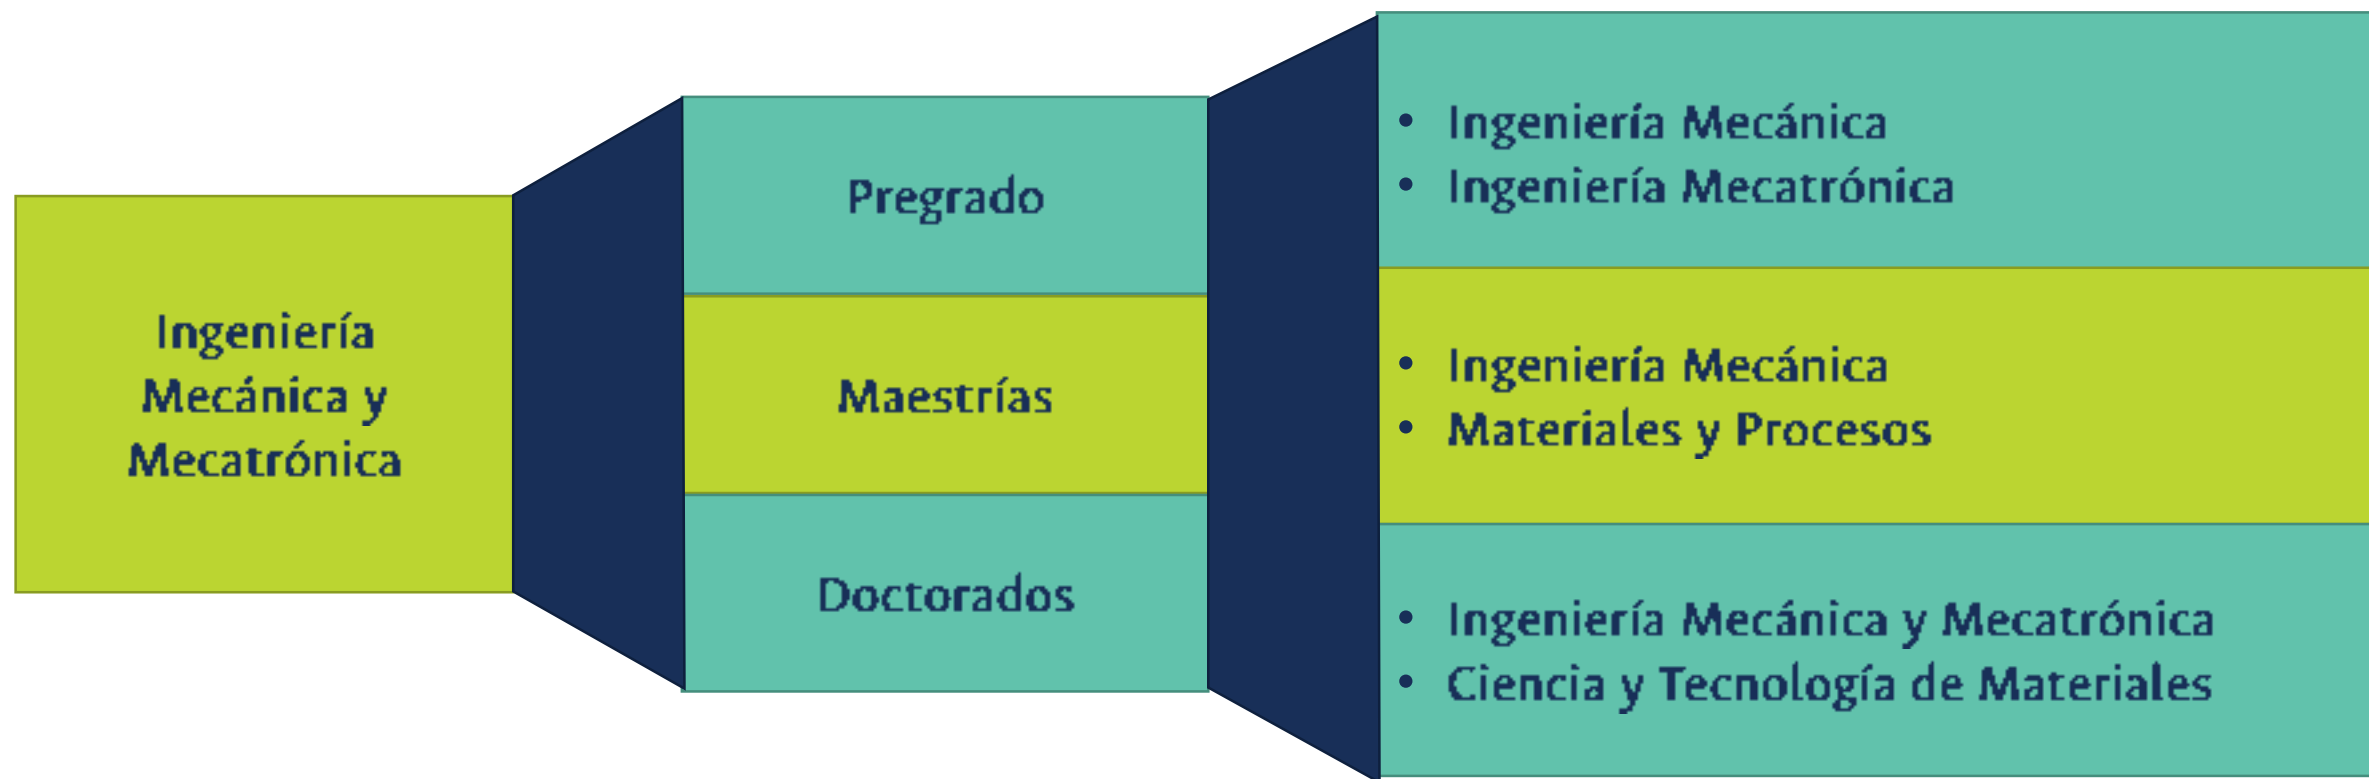 Ingeniería
Mecánica y
Mecatrónica
Pregrado
Maestrías
Doctorados
• Ingeniería Mecánica
• Ingeniería Mecatrónica
• Ingeniería Mecánica
• Materiales y Procesos
• Ingeniería Mecánica y Mecatrónica
• Ciencia y Tecnología de Materiales